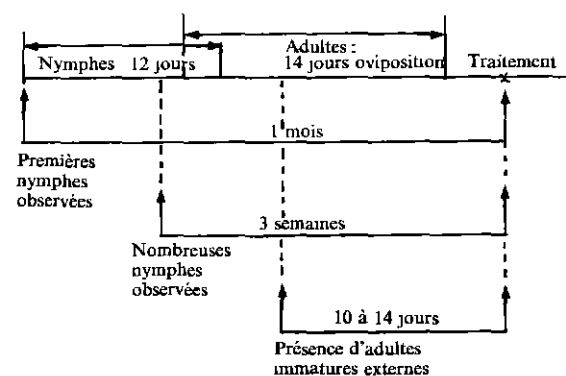 Adultes :
Nymphes 12 jours 14 jours oviposition Traitement
1 mois
Premières
nymphes
observées
3 semaines
Nombreuses
nymphes
observées
10 à 14 jours
Présence d'adultes
immatures externes